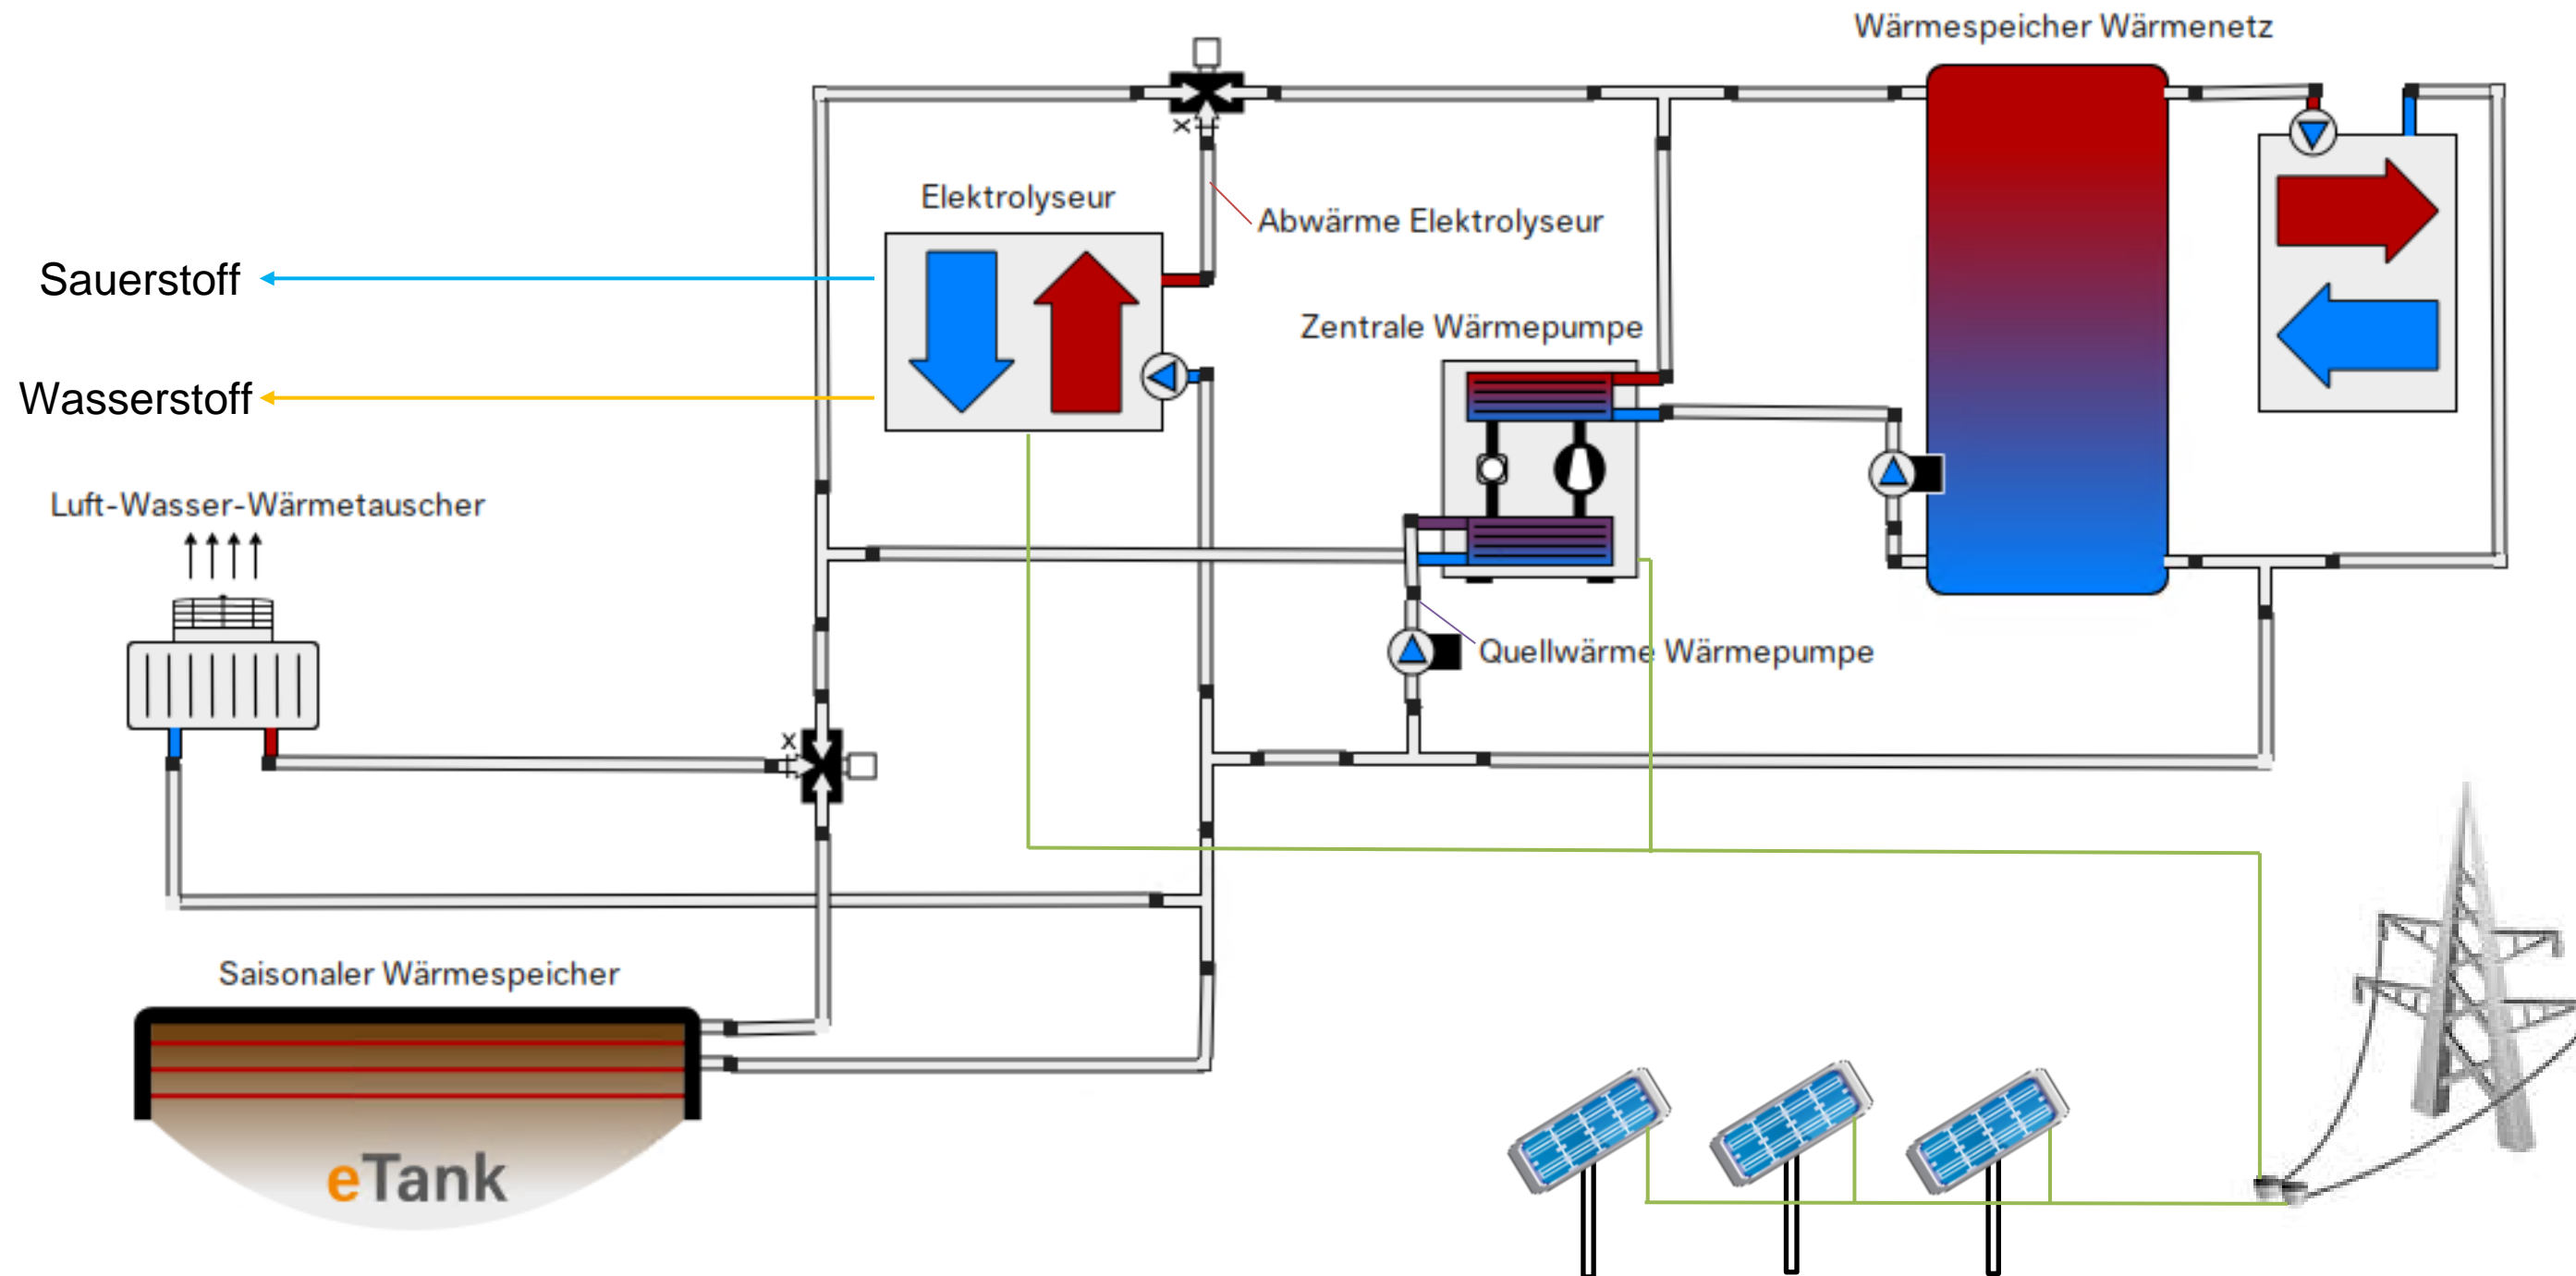 Wärmespeicher Wärmenetz
Elektrolyseur
Abwärme Elektrolyseur
Sauerstoff
Zentrale Wärmepumpe
Wasserstoff
Luft-Wasser-Wärmetauscher
x
Quellwärme Wärmepumpe
x
Saisonaler Wärmespeicher
eTank